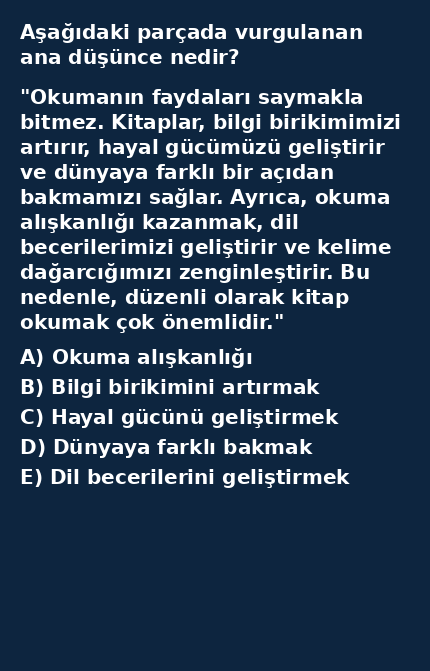 Aşağıdaki parçada vurgulanan
ana düşünce nedir?
"Okumanın faydaları saymakla
bitmez. Kitaplar, bilgi birikimimizi
artırır, hayal gücümüzü geliştirir
ve dünyaya farklı bir açıdan
bakmamızı sağlar. Ayrıca, okuma
alışkanlığı kazanmak, dil
becerilerimizi geliştirir ve kelime
dağarcığımızı zenginleştirir. Bu
nedenle, düzenli olarak kitap
okumak çok önemlidir."
A) Okuma alışkanlığı
B) Bilgi birikimini artırmak
C) Hayal gücünü geliştirmek
D) Dünyaya farklı bakmak
E) Dil becerilerini geliştirmek